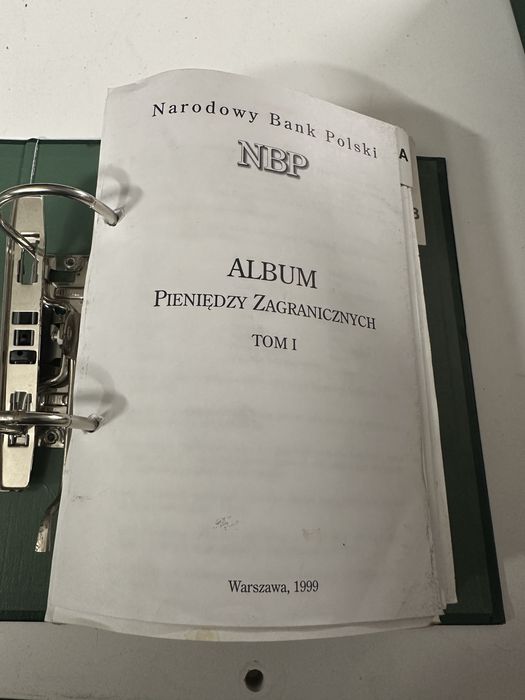 Narodowy Bank Polski
NBP
A
B
ALBUM
PIENIĘDZY ZAGRANICZNYCH
TOM I
Warszawa, 1999